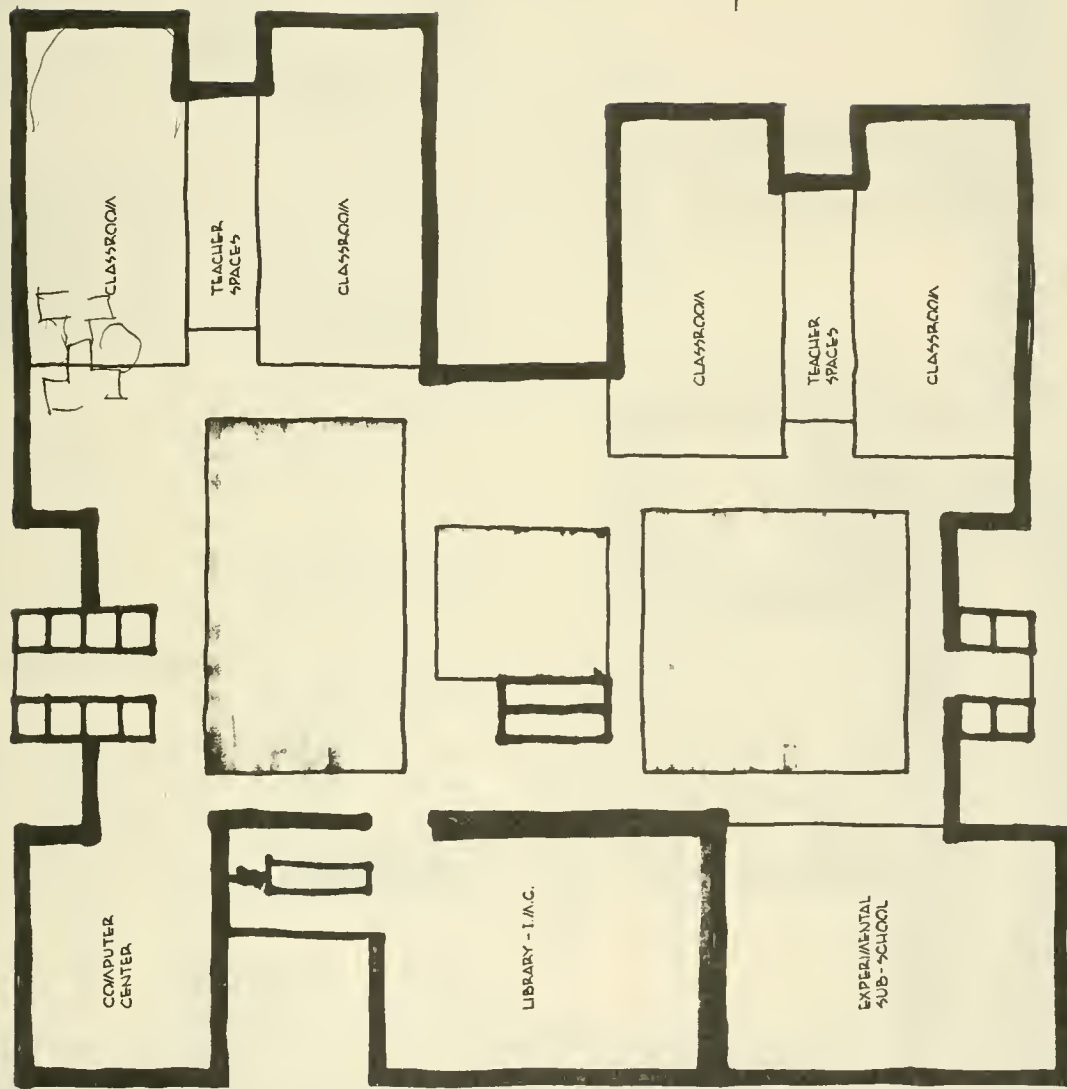 CLASSROOM
TEACHER
SPACES
CLASSROOM
CLASSROOM
TEACHER
SPACES
CLASSROOM
COMPUTER
CENTER
LIBRARY - I.M.C.
EXPERIMENTAL
SUB-SCHOOL